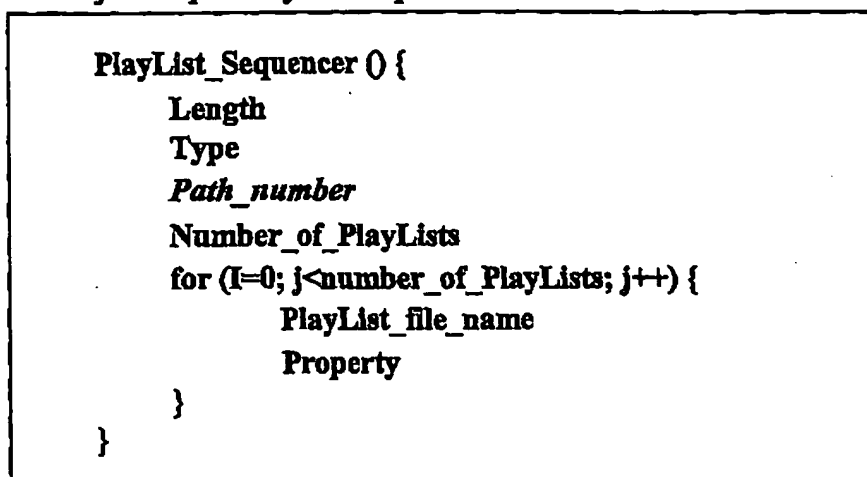 PlayList_Sequencer () {
Length
Type
Path_number
Number_of_PlayLists
for (I=0; j<number_of_PlayLists; j++) {
PlayList_file_name
Property
}
}